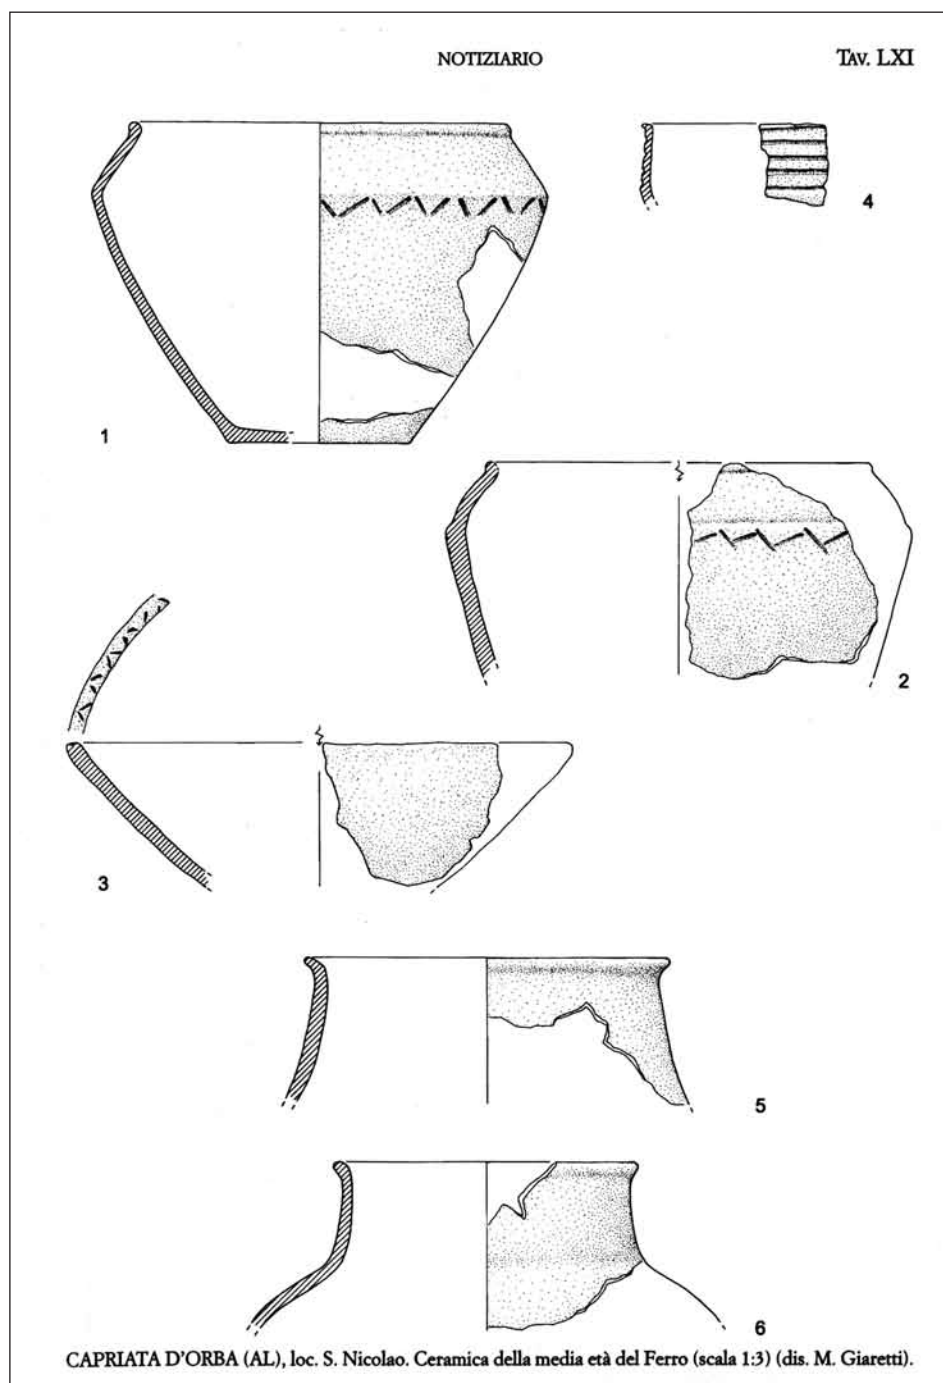 NOTIZIARIO
TAV. LXI
4
1
2
3
5
6
CAPRIATA D'ORBA (AL), loc. S. Nicolao. Ceramica della media età del Ferro (scala 1:3) (dis. M. Giaretti).